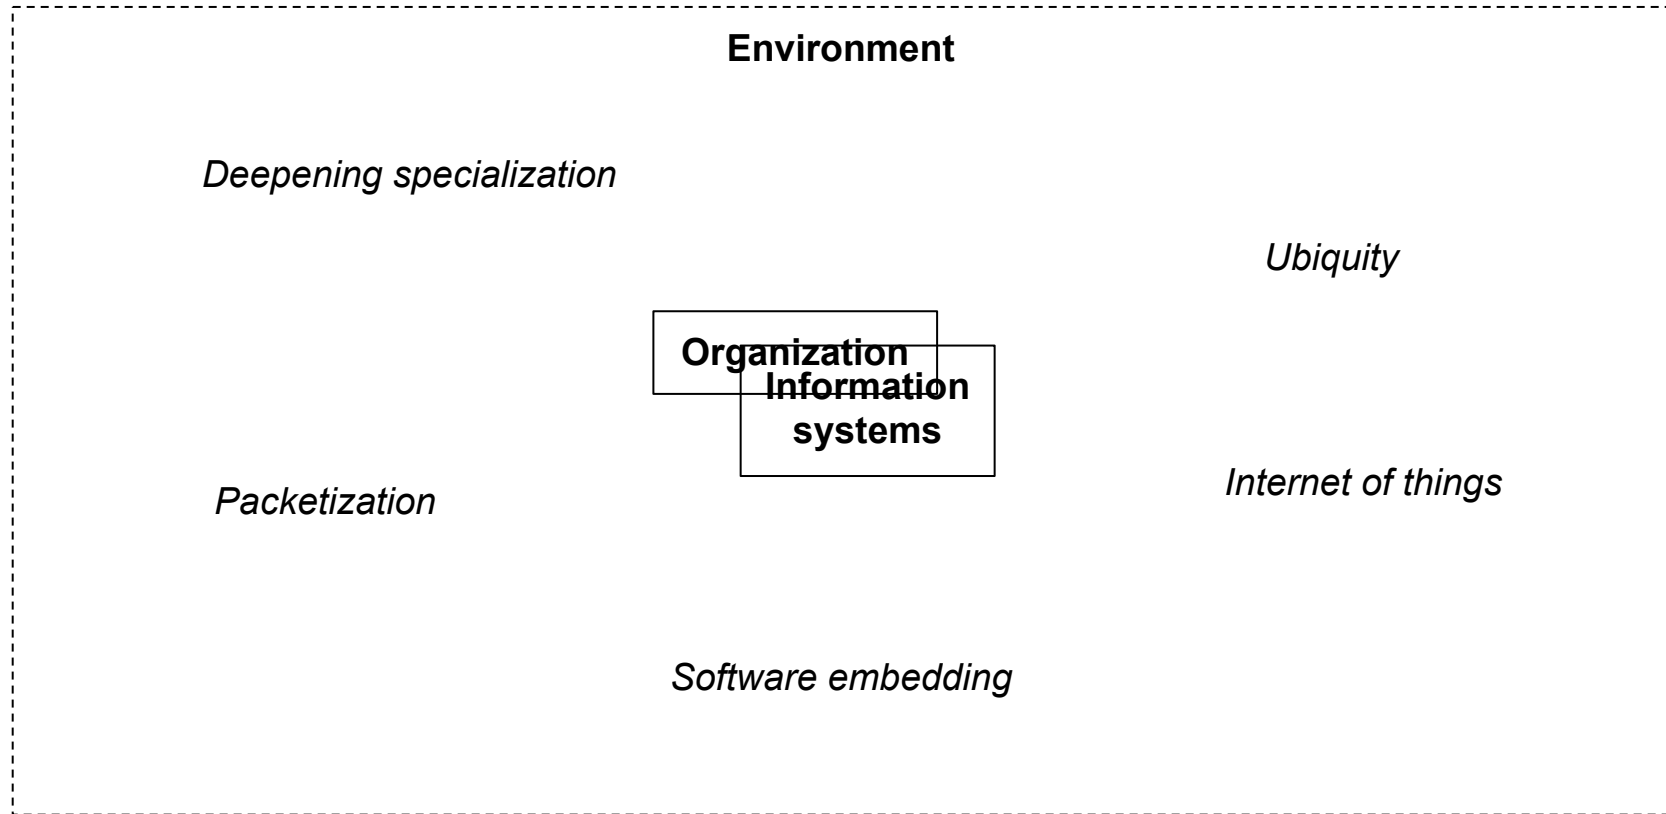 Environment
Deepening specialization
Ubiquity
Organization
Information
systems
Internet of things
Packetization
Software embedding